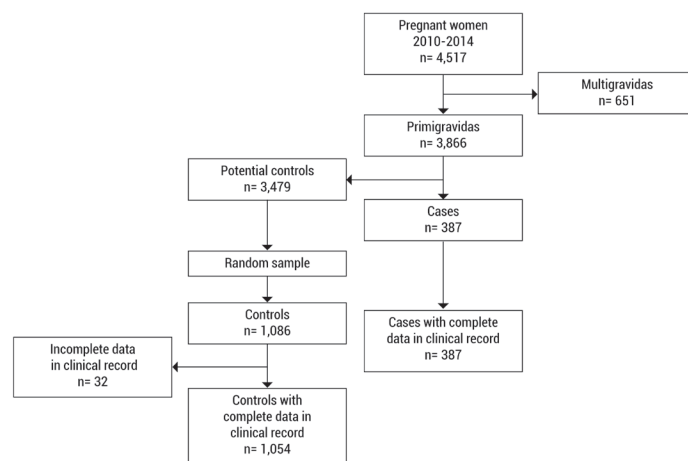 Pregnant women
2010-2014
n= 4,517
Multigravidas
n= 651
Primigravidas
n= 3,866
Potential controls
n= 3,479
Cases
n= 387
Random sample
Controls
n= 1,086
Cases with complete
data in clinical record
n= 387
Incomplete data
in clinical record
n= 32
Controls with
complete data in
clinical record
n= 1,054